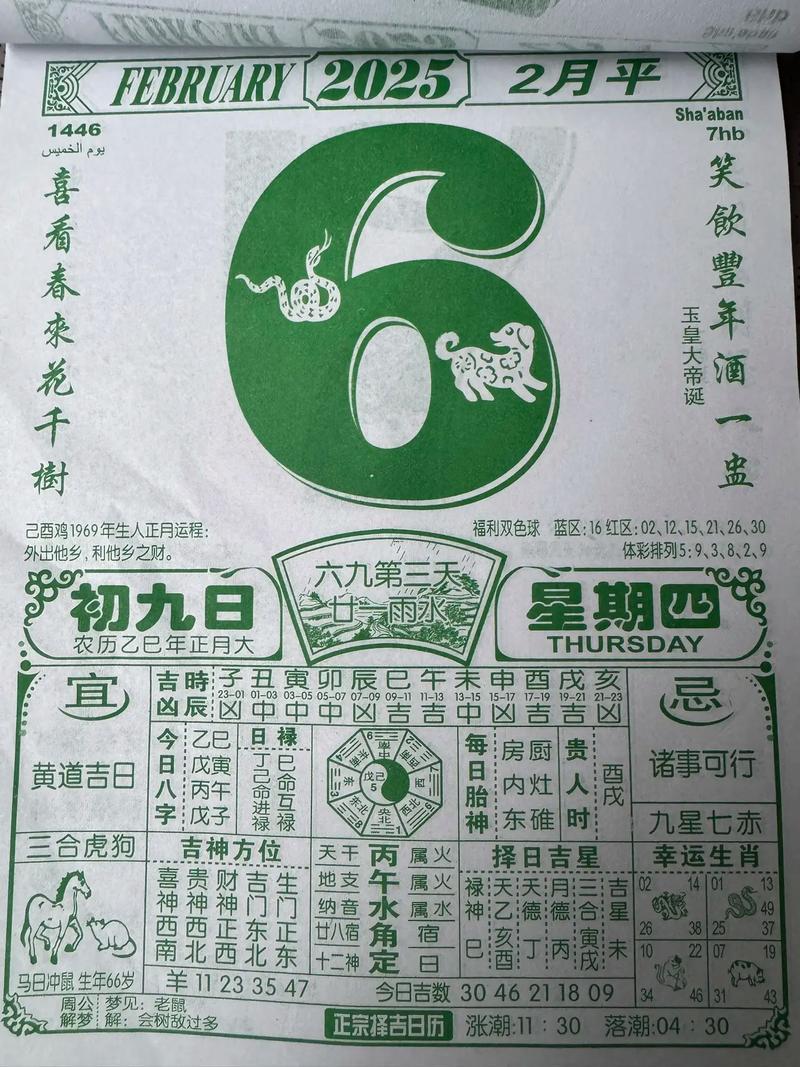 FEBRUARY 2025 2月平
1446
يوم الخميس
Sha'aban
7hb
喜看春來花千樹
笑飲豐年酒一盅
玉皇大帝诞
6
己酉鸡1969年生人正月运程:
外出他乡,利他乡之财。
福利双色球 蓝区:16 红区:02、12、15、21、26、30
体彩排列5:9、3、8、2、9
初九日
农历乙巳年正月大
六九第三天
廿一雨水
星期四
THURSDAY
宜
黄道吉日
吉凶 時辰
子 丑 寅 卯 辰 巳 午 未 申 酉 戌 亥
23-01 01-03 03-05 05-07 07-09 09-11 11-13 13-15 15-17 17-19 19-21 21-23
凶 中 中 中 凶 吉 吉 吉 凶 中 吉 凶
忌
诸事可行
九星七赤
今日八字
乙巳
戊寅
丙午
戊子
日禄
丁己命进禄
巳命互禄
戊己
5
每日胎神
房内东
厨灶碓
贵人时
酉戌
三合虎狗
马日冲鼠 生年66岁
吉神方位
喜神西南
贵神西北
财神正西
吉门东北
生门正东
天干 丙 属火
地支 午 属火
纳音 水 属水
廿八宿 角 宿
十二神 定 日
择日吉星
禄神 巳
天乙 亥酉
天德 丁
月德 丙
三合 寅戌
吉星 未
幸运生肖
02 14 26 38
01 13 49 25 37
10 22 34 46
07 19 31 43
羊 11 23 35 47
今日吉数 30 46 21 18 09
周公 梦见:老鼠
解梦 解:会树敌过多
正宗择吉日历
涨潮:11:30 落潮:04:30